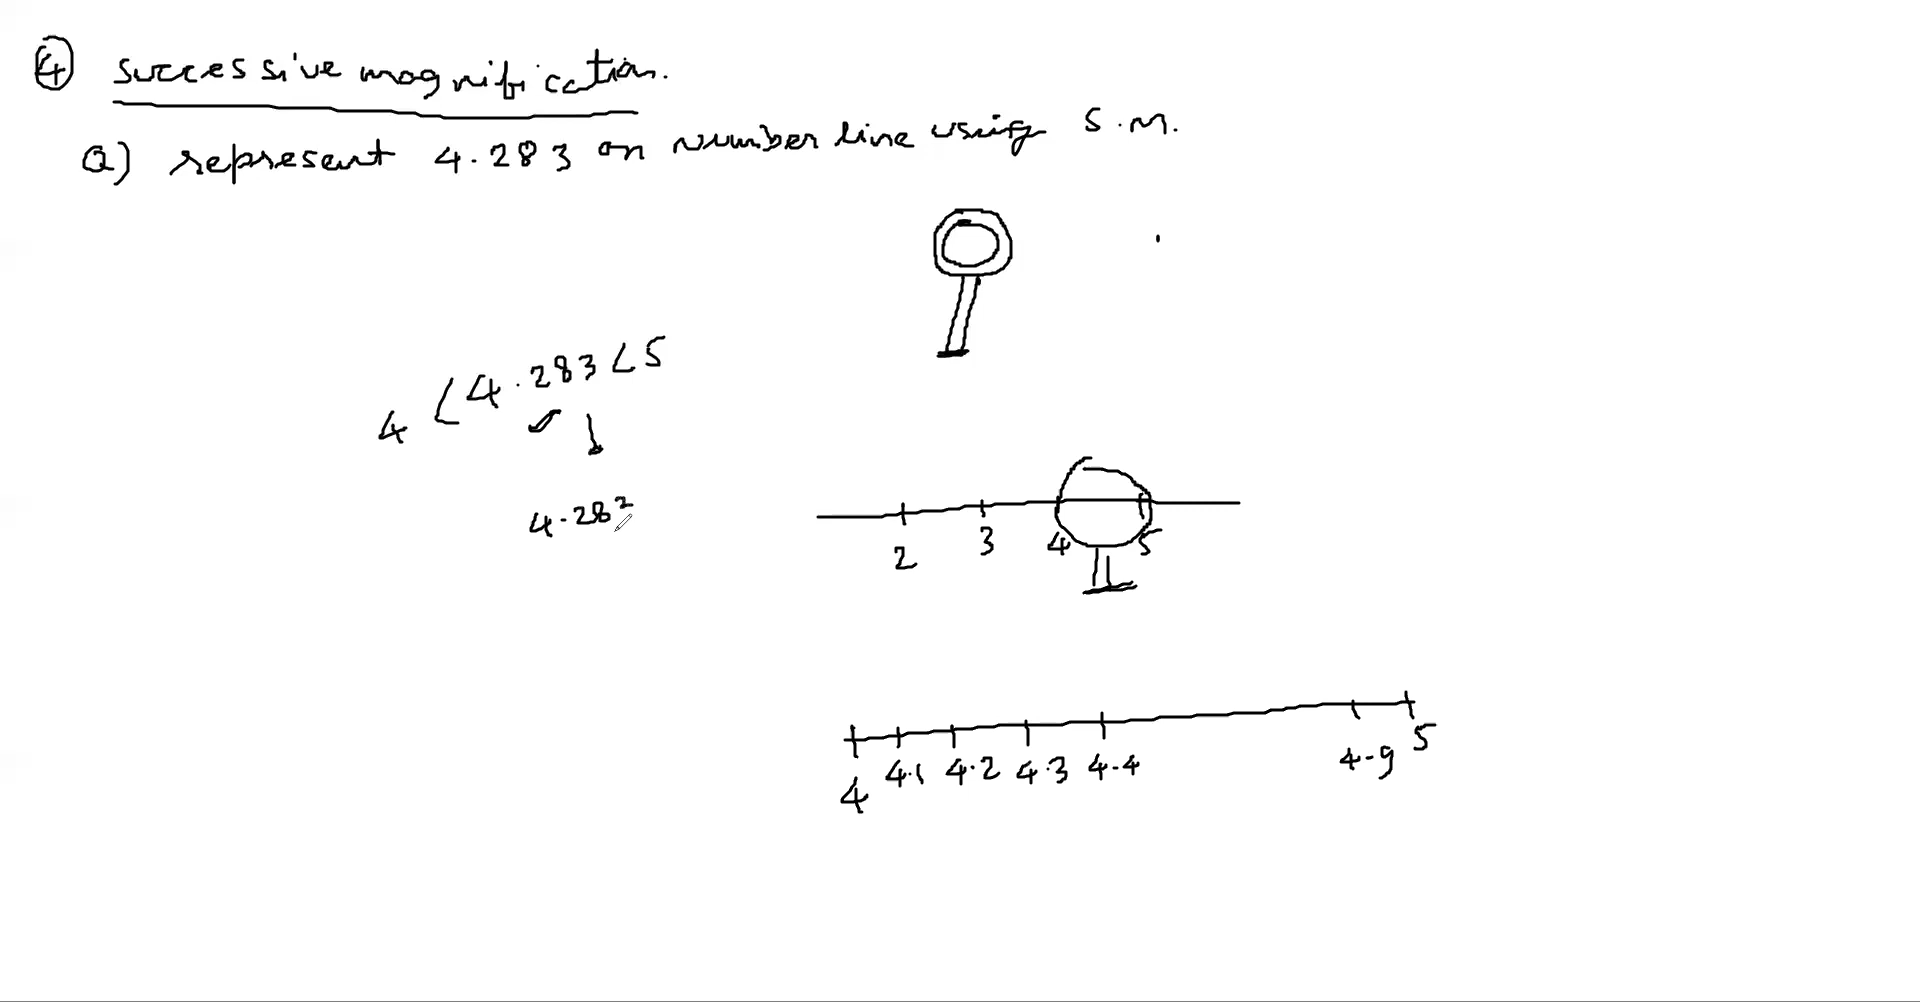 4 successive magnification.
Q) represent 4.283 on number line using S.M.
4 < 4.283 < 5
4.282
2 3 4 5
4 4.1 4.2 4.3 4.4 4.9 5